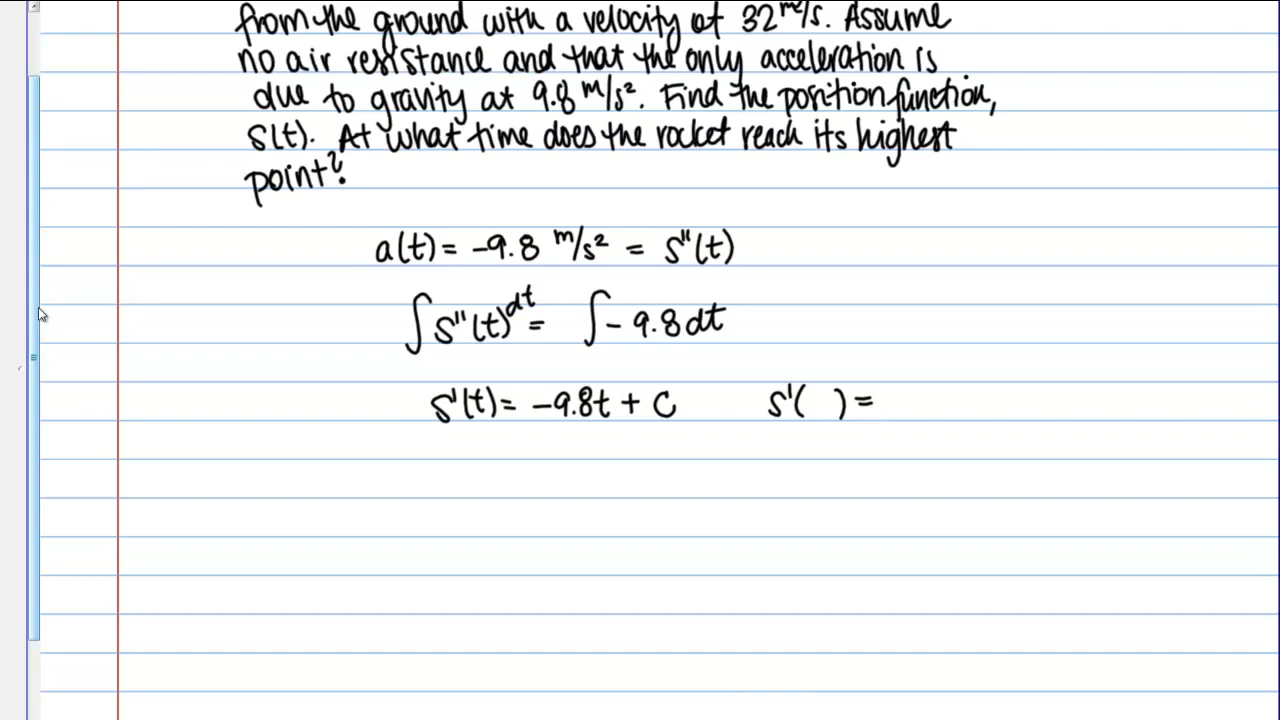 from the ground with a velocity of 32 m/s. Assume
no air resistance and that the only acceleration is
due to gravity at 9.8 m/s². Find the position function,
S(t). At what time does the rocket reach its highest
point?
a(t) = -9.8 m/s² = S''(t)
∫ S''(t) dt = ∫ - 9.8 dt
S'(t) = -9.8t + C S'( ) =